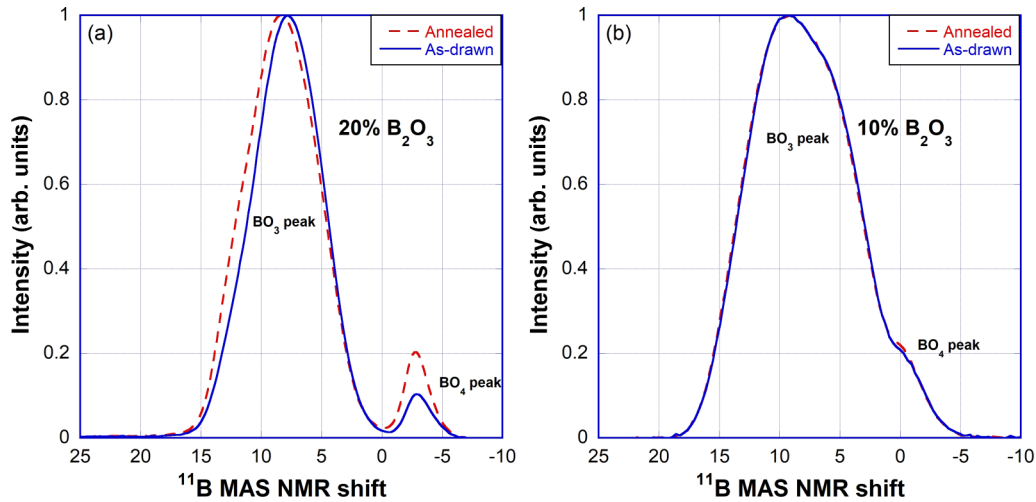 (a)
Annealed
As-drawn
20% B₂O₃
BO₃ peak
BO₄ peak
Intensity (arb. units)
1
0.8
0.6
0.4
0.2
0
25 20 15 10 5 0 -5 -10
¹¹B MAS NMR shift
(b)
Annealed
As-drawn
10% B₂O₃
BO₃ peak
BO₄ peak
Intensity (arb. units)
1
0.8
0.6
0.4
0.2
0
25 20 15 10 5 0 -5 -10
¹¹B MAS NMR shift